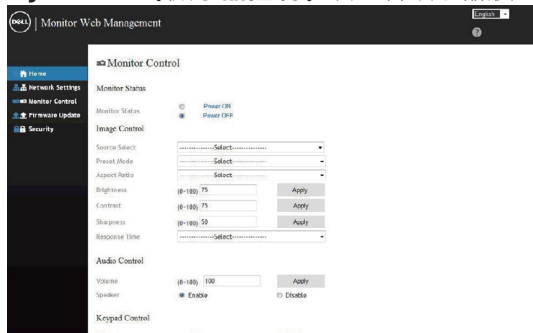 DELL
Monitor Web Management
English
Home
Network Settings
Monitor Control
Firmware Update
Security
Monitor Control
Monitor Status
Monitor Status
Power ON
Power OFF
Image Control
Source Select
---------------Select---------------
Preset Mode
---------------Select---------------
Aspect Ratio
---------------Select---------------
Brightness (0~100) 75 Apply
Contrast (0~100) 75 Apply
Sharpness (0~100) 50 Apply
Response Time
---------------Select---------------
Audio Control
Volume (0~100) 100 Apply
Speaker Enable Disable
Keypad Control